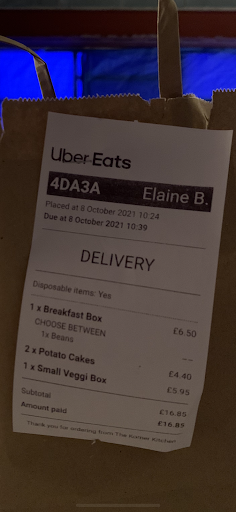 Uber Eats
4DA3A Elaine B.
Placed at 8 October 2021 10:24
Due at 8 October 2021 10:39
DELIVERY
Disposable items: Yes
1 x Breakfast Box £6.50
CHOOSE BETWEEN
1x Beans --
2 x Potato Cakes £4.40
1 x Small Veggi Box £5.95
Subtotal £16.85
Amount paid £16.85
Thank you for ordering from The Korner Kitchen